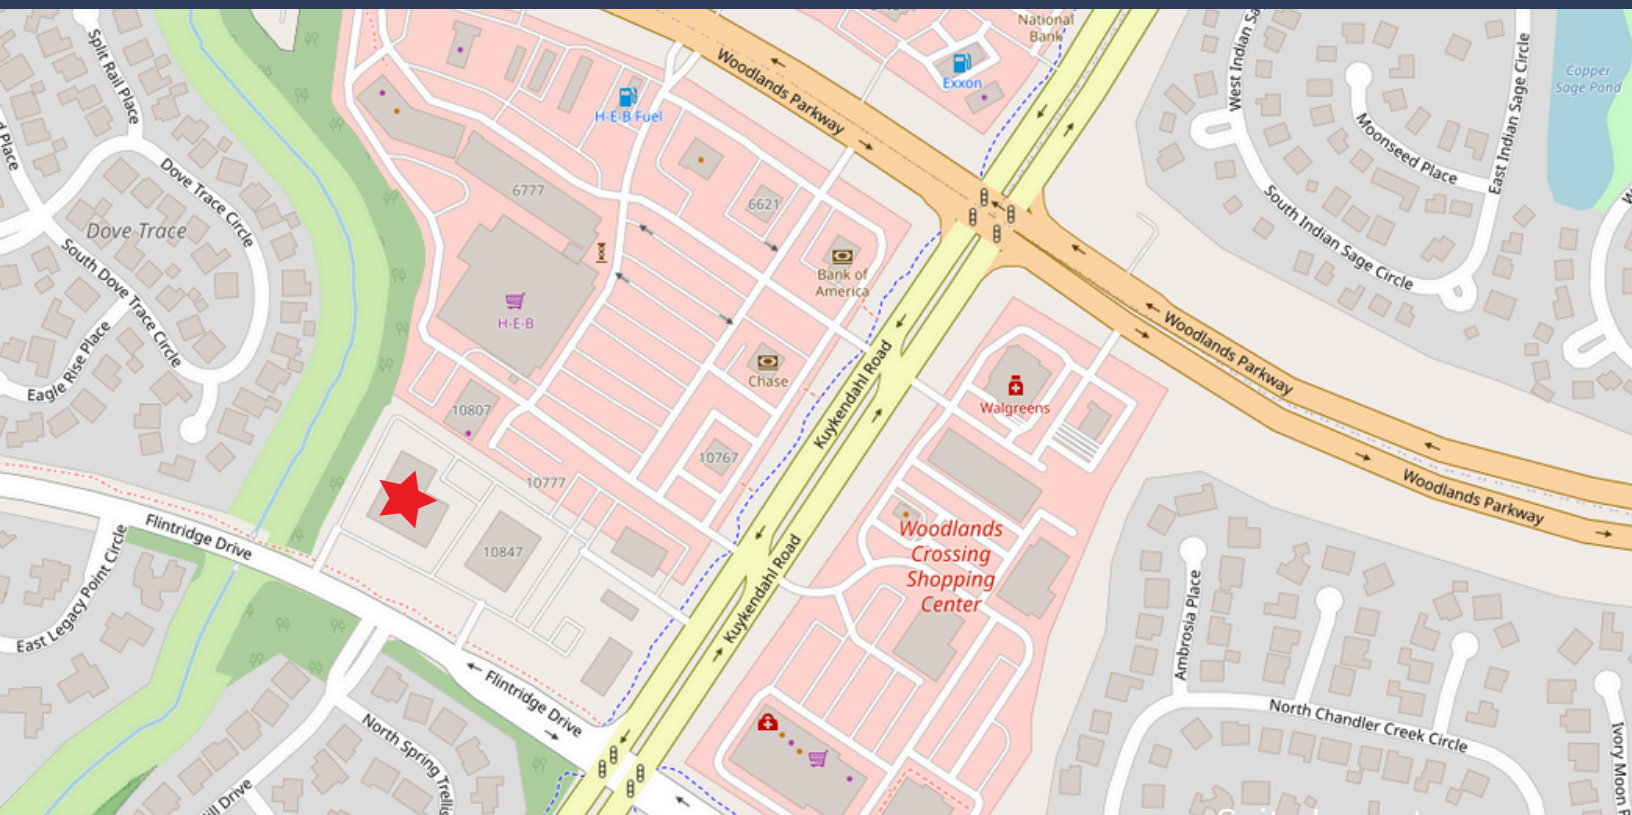 National
Bank
Exxon
Woodlands Parkway
H-E-B Fuel
Split Rail Place
Place
Dove Trace Circle
Dove Trace
South Dove Trace Circle
Eagle Rise Place
6777
6621
H-E-B
Bank of
America
Chase
10807
10767
10777
10847
Kuykendahl Road
Kuykendahl Road
Walgreens
Woodlands
Crossing
Shopping
Center
Woodlands Parkway
Woodlands Parkway
West Indian Sa
Moonseed Place
East Indian Sage Circle
South Indian Sage Circle
Copper
Sage Pond
Flintridge Drive
Flintridge Drive
East Legacy Point Circle
North Spring Trellis
Drive
Ambrosia Place
North Chandler Creek Circle
Ivory Moon P